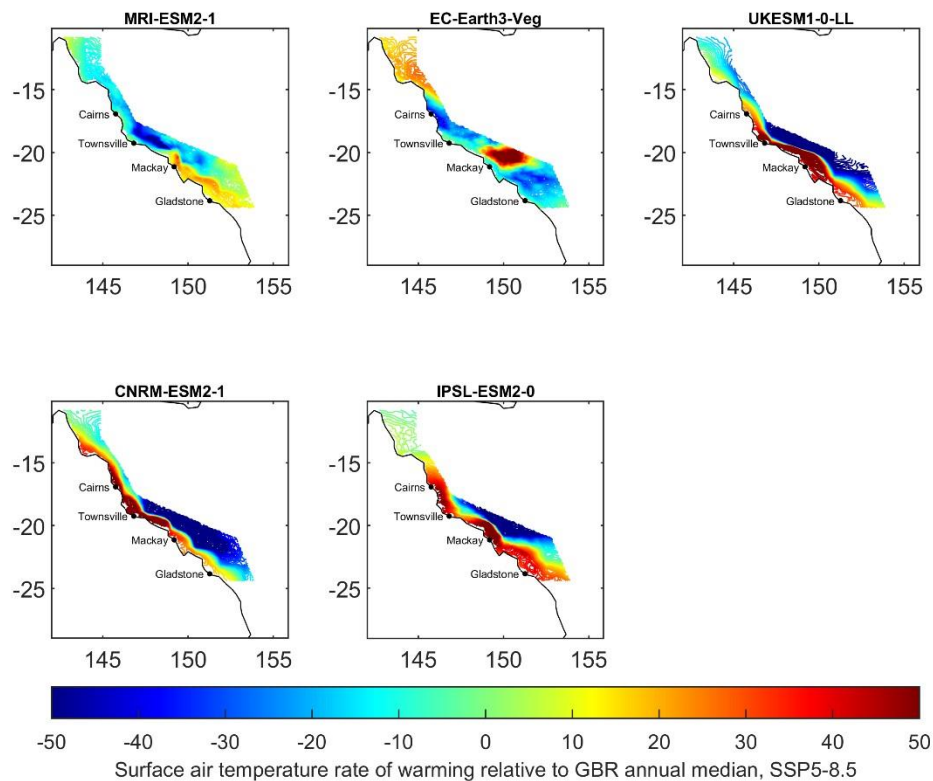 MRI-ESM2-1
EC-Earth3-Veg
UKESM1-0-LL
-15
-20
-25
Cairns
Townsville
Mackay
Gladstone
145 150 155
-15
-20
-25
Cairns
Townsville
Mackay
Gladstone
145 150 155
-15
-20
-25
Cairns
Townsville
Mackay
Gladstone
145 150 155
CNRM-ESM2-1
IPSL-ESM2-0
-15
-20
-25
Cairns
Townsville
Mackay
Gladstone
145 150 155
-15
-20
-25
Cairns
Townsville
Mackay
Gladstone
145 150 155
-50 -40 -30 -20 -10 0 10 20 30 40 50
Surface air temperature rate of warming relative to GBR annual median, SSP5-8.5